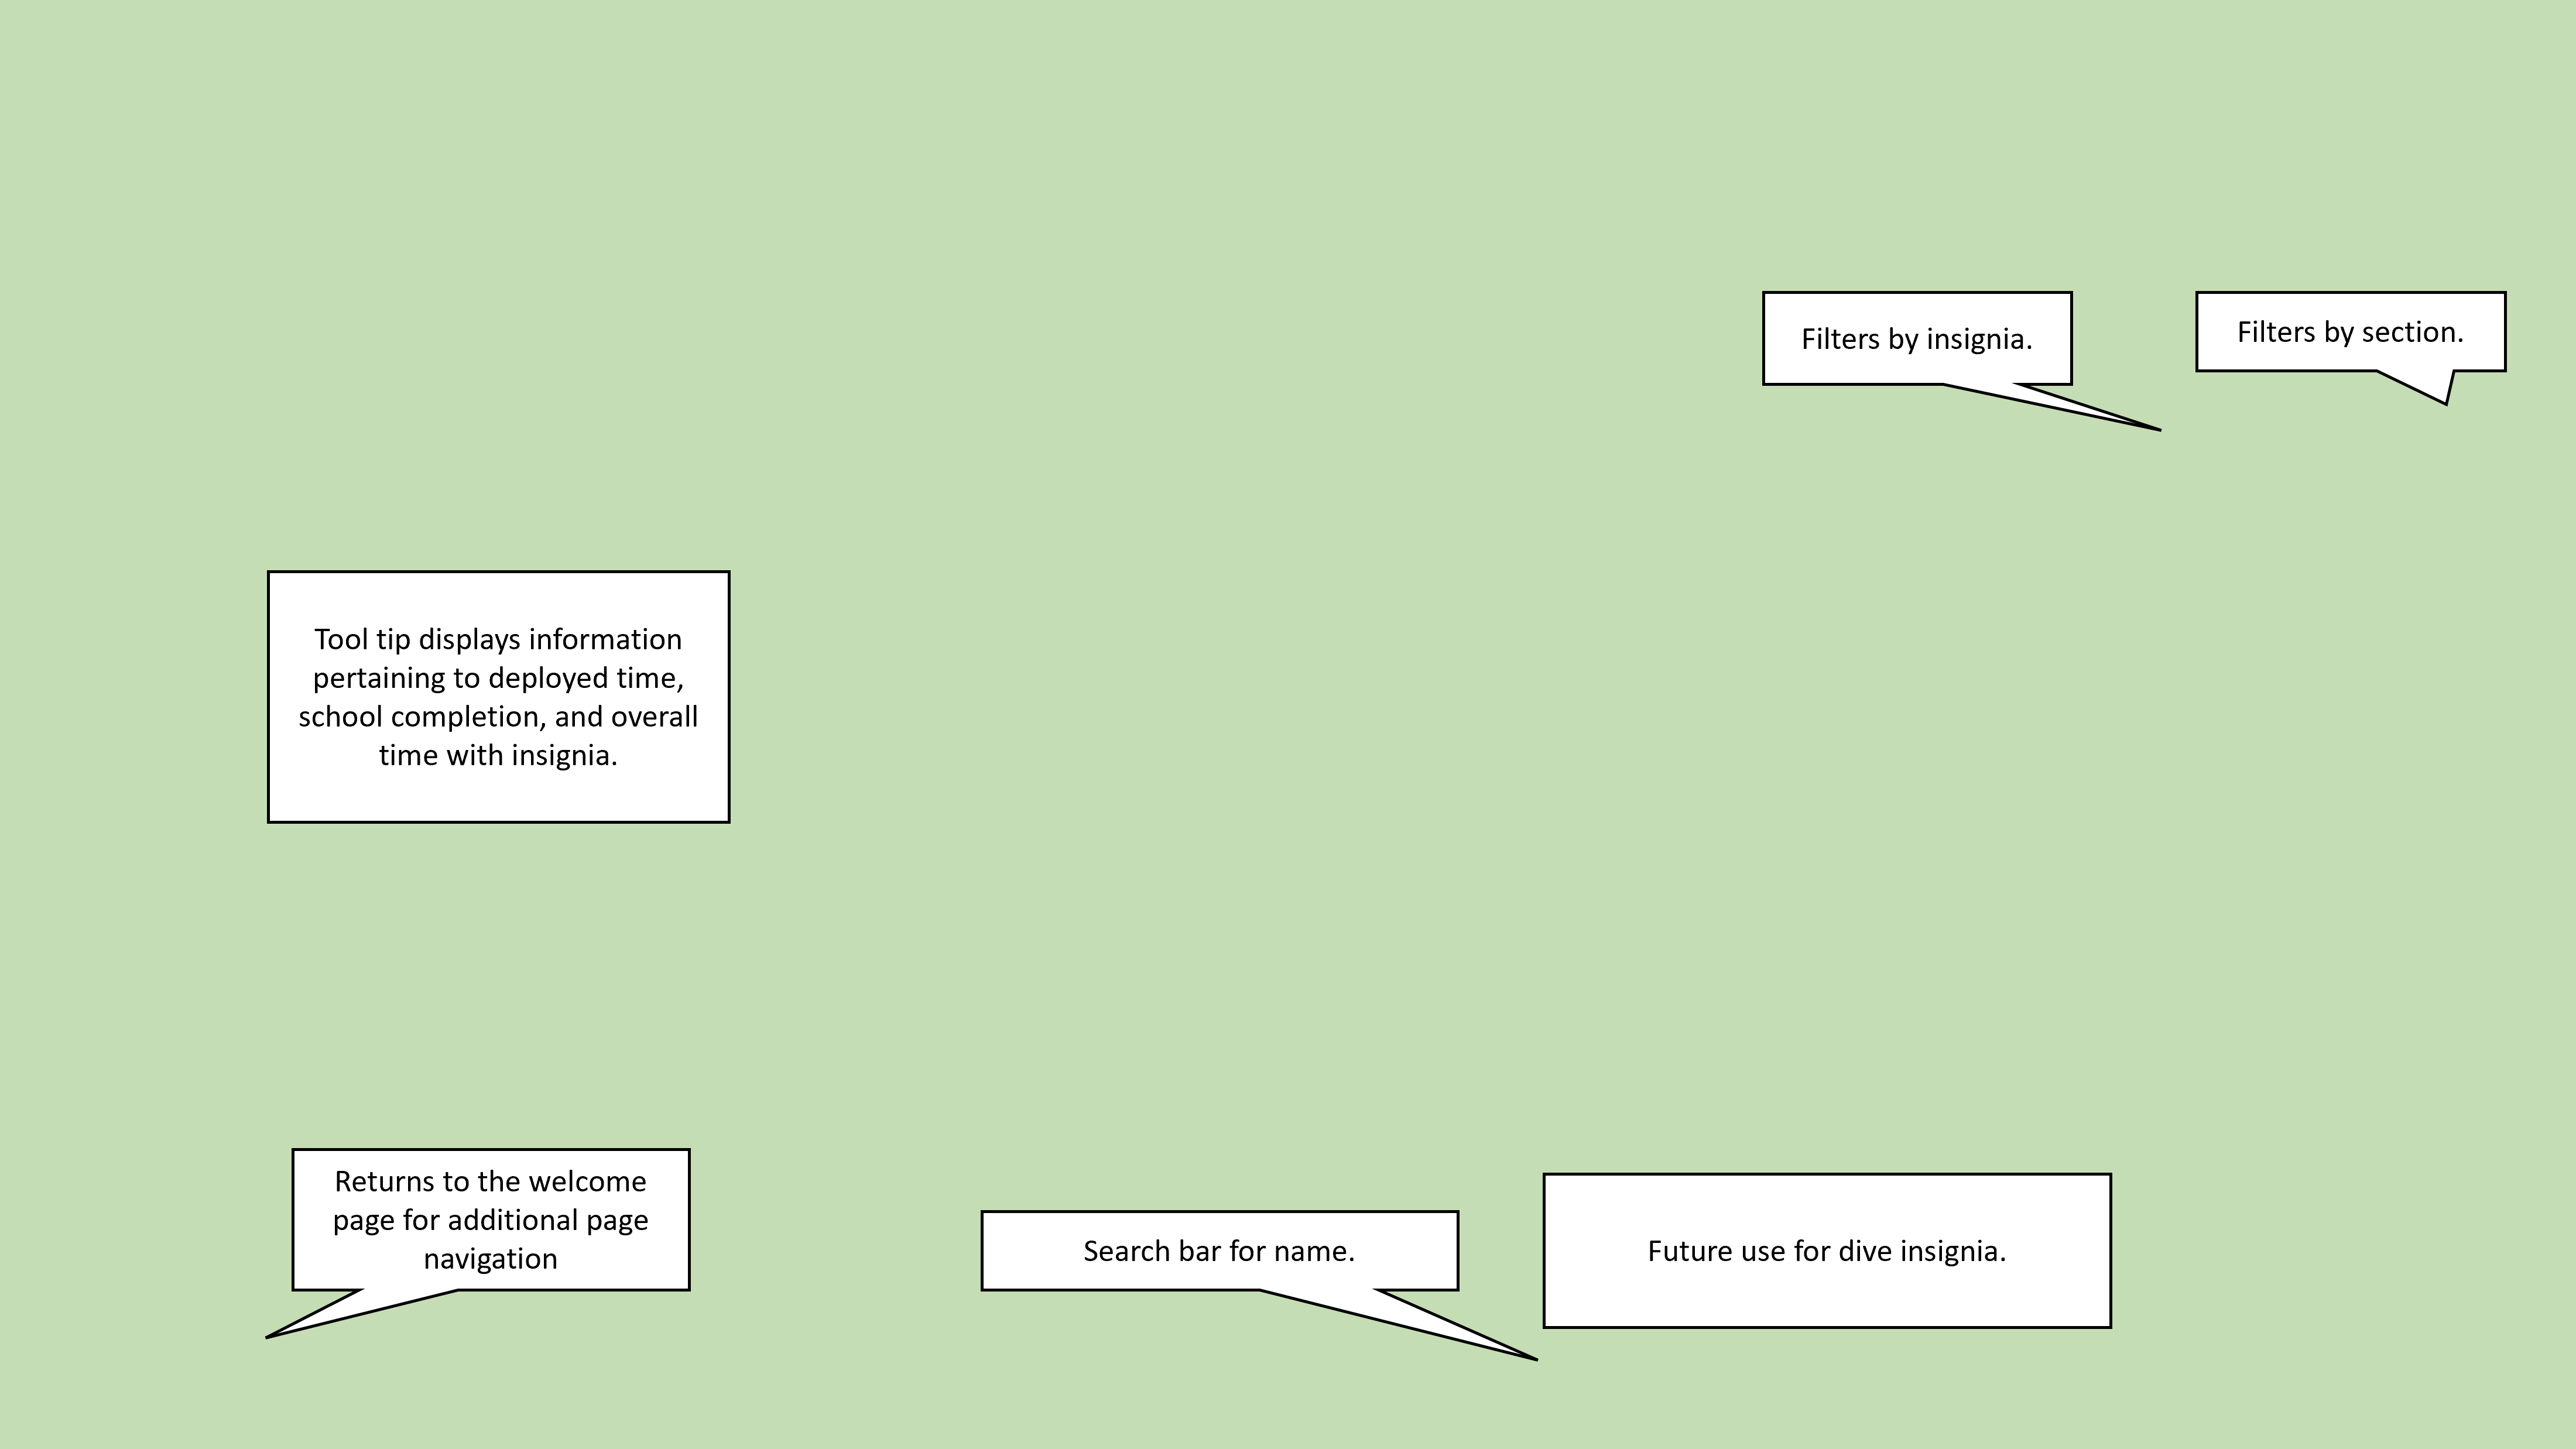 Filters by insignia.
Filters by section.
Tool tip displays information
pertaining to deployed time,
school completion, and overall
time with insignia.
Returns to the welcome
page for additional page
navigation
Search bar for name.
Future use for dive insignia.